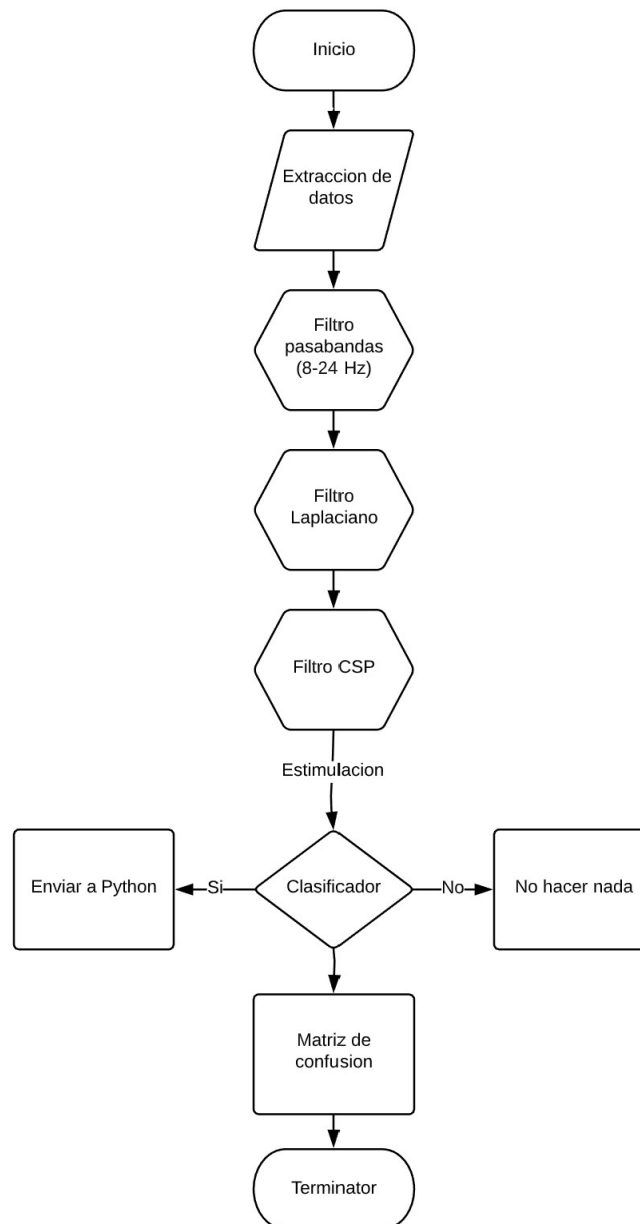 Inicio
Extraccion de
datos
Filtro
pasabandas
(8-24 Hz)
Filtro
Laplaciano
Filtro CSP
Estimulacion
Enviar a Python
Si
Clasificador
No
No hacer nada
Matriz de
confusion
Terminator